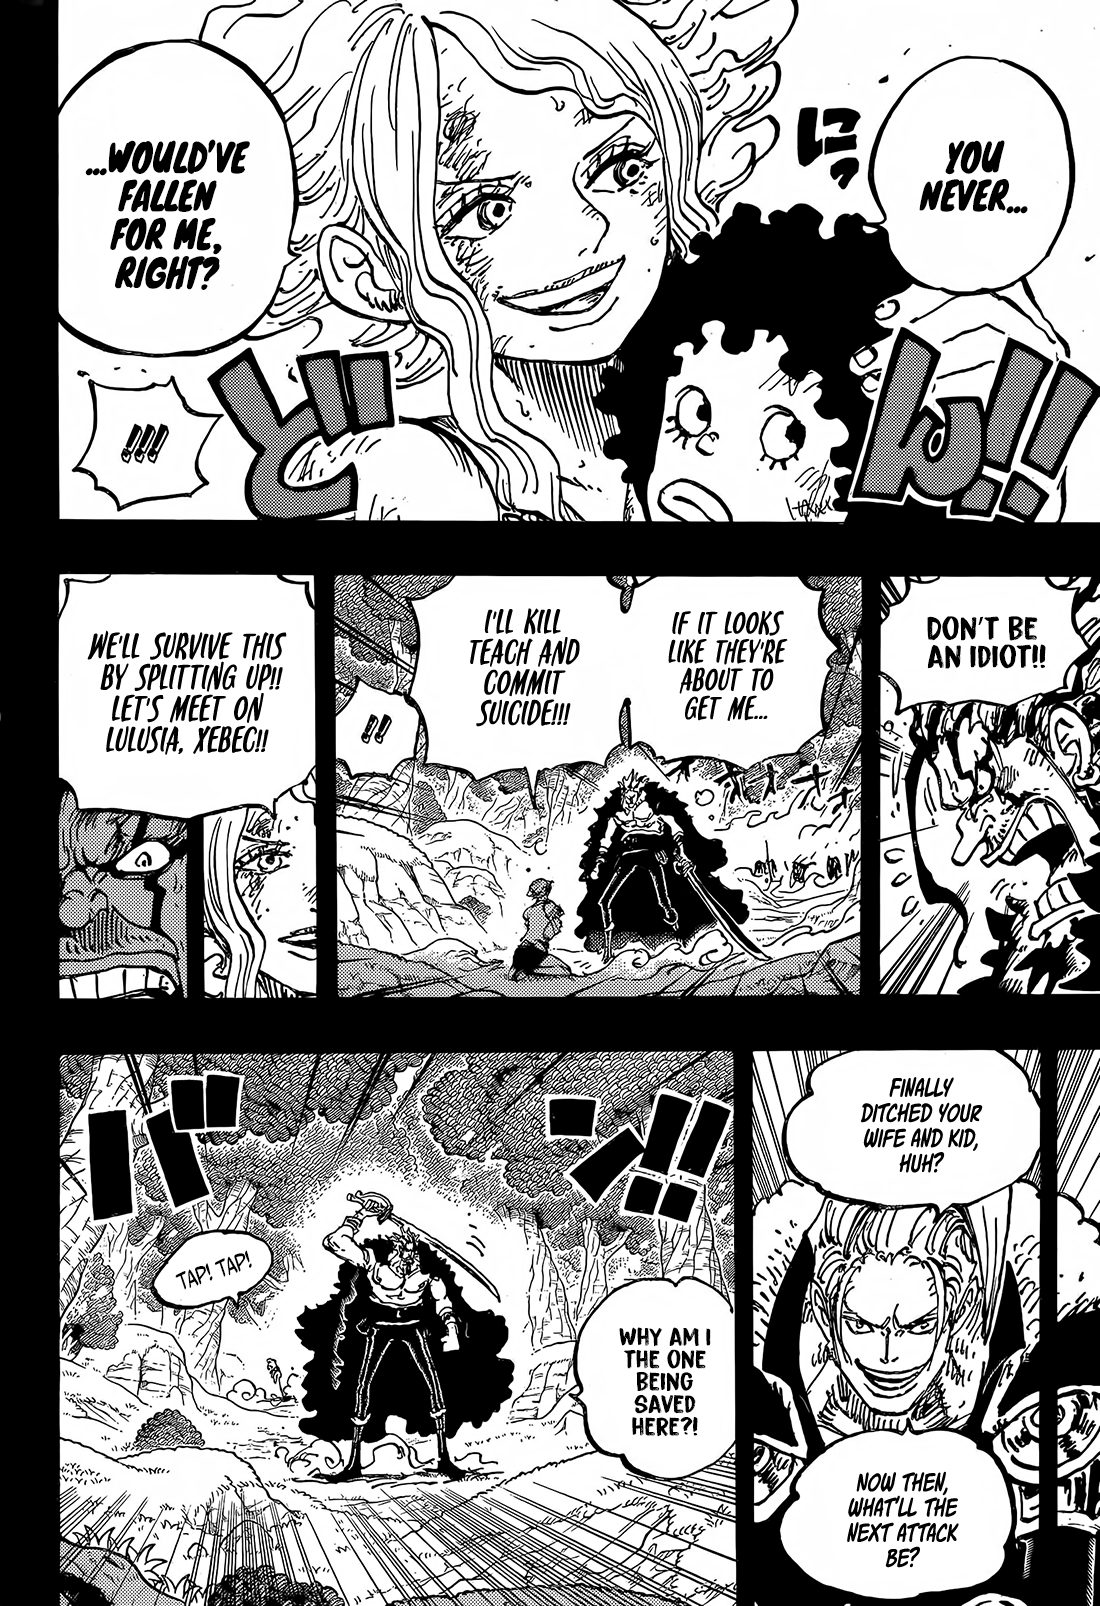 YOU
NEVER...
ニッ
...WOULD'VE
FALLEN
FOR ME,
RIGHT?
どん!!
!!!
DON'T BE
AN IDIOT!!
IF IT LOOKS
LIKE THEY'RE
ABOUT TO
GET ME...
I'LL KILL
TEACH AND
COMMIT
SUICIDE!!!
!!
WE'LL SURVIVE THIS
BY SPLITTING UP!!
LET'S MEET ON
LULUSIA, XEBEC!!
FINALLY
DITCHED YOUR
WIFE AND KID,
HUH?
NOW THEN,
WHAT'LL THE
NEXT ATTACK
BE?
バン!!
TAP! TAP!
WHY AM I
THE ONE
BEING
SAVED
HERE?!